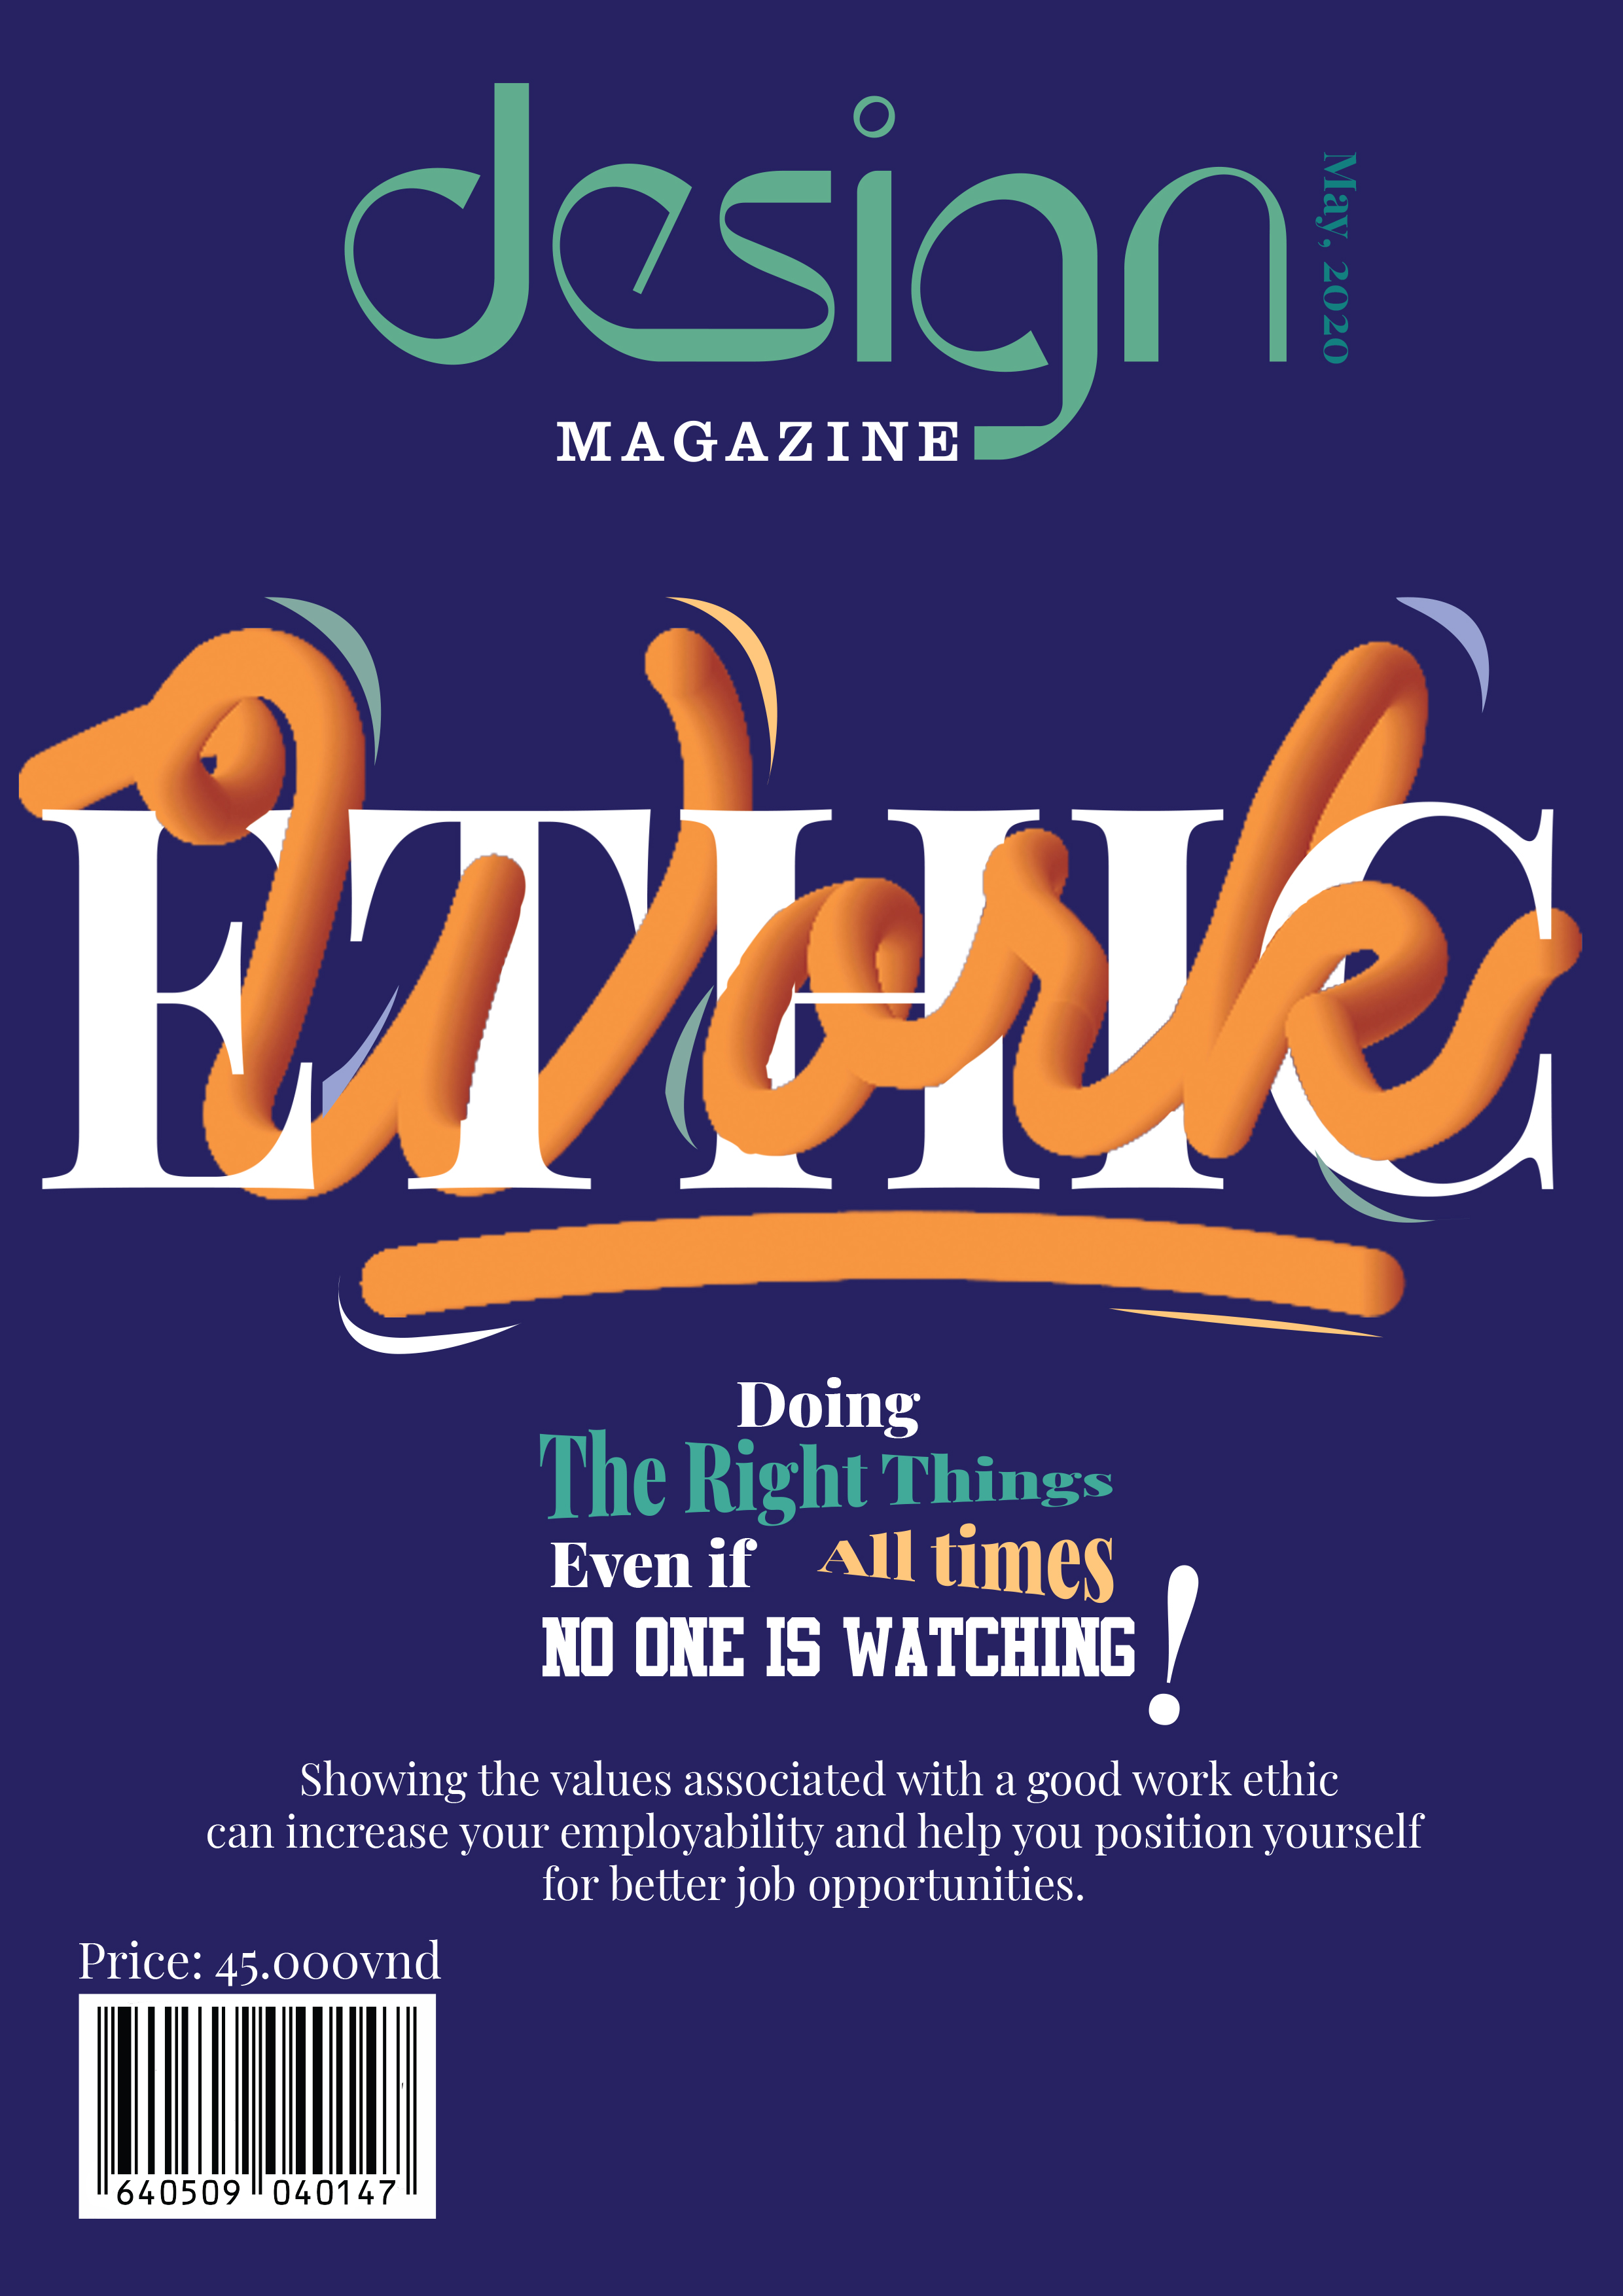 design
May, 2020
MAGAZINE
Work
ETHIC
Doing
The Right Things
Even if All times
NO ONE IS WATCHING!
Showing the values associated with a good work ethic
can increase your employability and help you position yourself
for better job opportunities.
Price: 45.000vnd
640509 040147